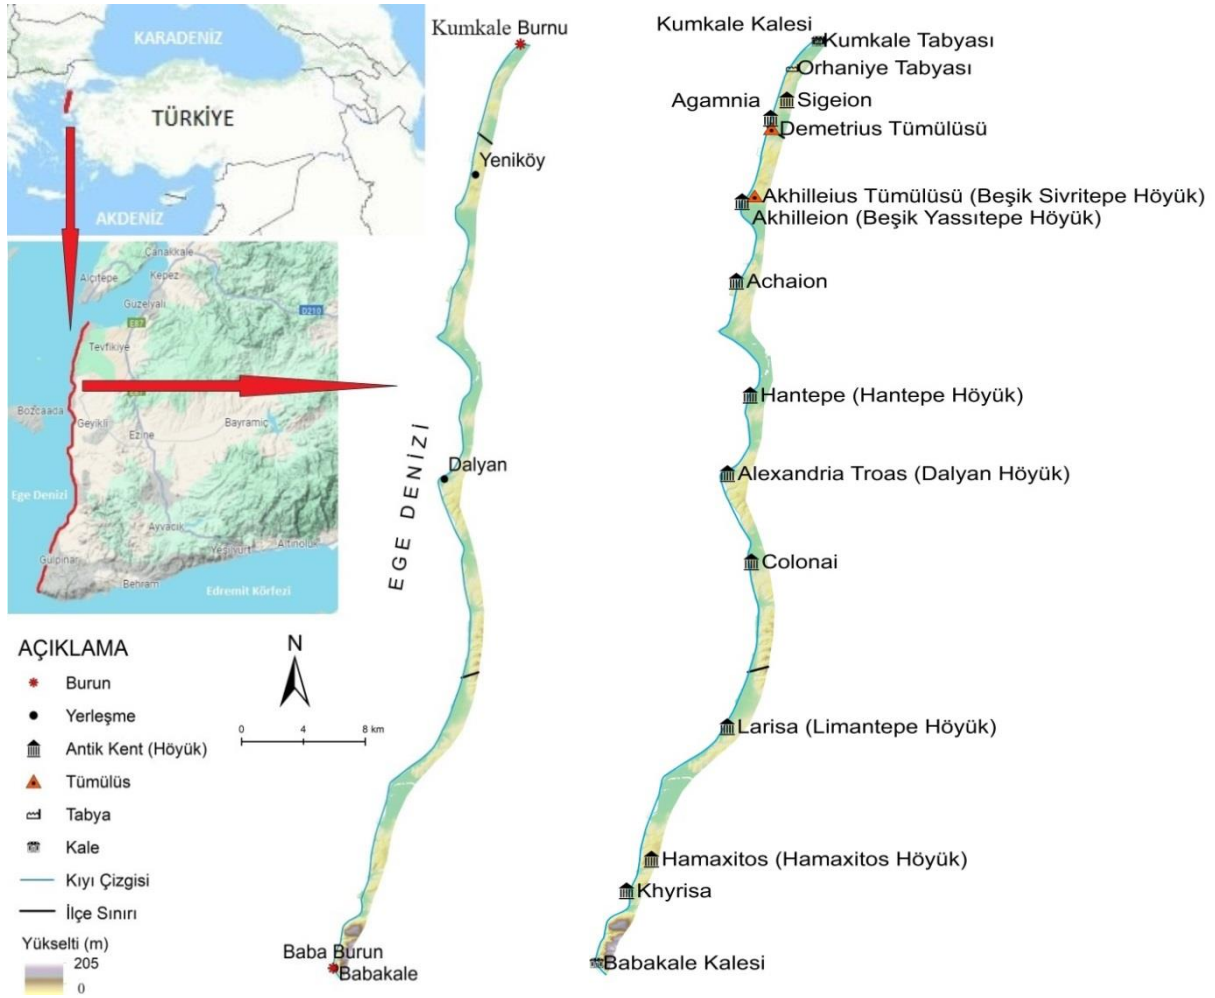 KARADENİZ
TÜRKİYE
AKDENİZ
Çanakkale
Alçıtepe
Kepez
Güzelyalı
D210
E87
Tevfikiye
Bozcaada
Geyikli
Bayramiç
Ezine
Ege Denizi
Ayvacık
Yeşilyurt
Altınolu
Gülpınar
Behram
Edremit Körfezi
AÇIKLAMA
Burun
Yerleşme
Antik Kent (Höyük)
Tümülüs
Tabya
Kale
Kıyı Çizgisi
İlçe Sınırı
Yükselti (m)
205
0
N
0 4 8 km
Kumkale Burnu
Yeniköy
Dalyan
EGE DENİZİ
Baba Burun
Babakale
Kumkale Kalesi
Kumkale Tabyası
Orhaniye Tabyası
Agamnia
Sigeion
Demetrius Tümülüsü
Akhilleius Tümülüsü (Beşik Sivritepe Höyük)
Akhilleion (Beşik Yassıtepe Höyük)
Achaion
Hantepe (Hantepe Höyük)
Alexandria Troas (Dalyan Höyük)
Colonai
Larisa (Limantepe Höyük)
Hamaxitos (Hamaxitos Höyük)
Khyrisa
Babakale Kalesi